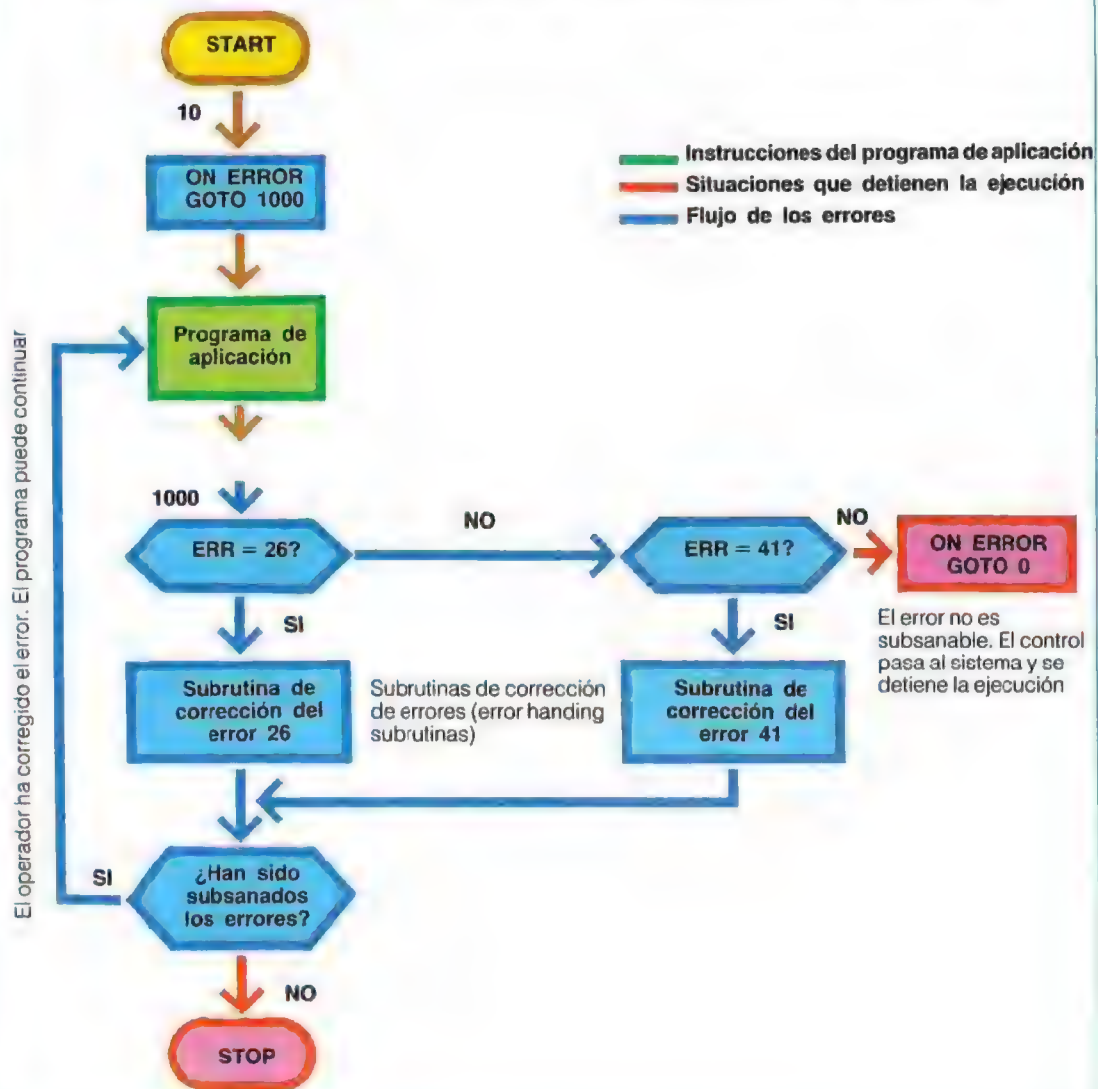 START
10
ON ERROR
GOTO 1000
Instrucciones del programa de aplicación
Situaciones que detienen la ejecución
Flujo de los errores
Programa de
aplicación
El operador ha corregido el error. El programa puede continuar
1000
ERR = 26?
NO
ERR = 41?
NO
ON ERROR
GOTO 0
El error no es
subsanable. El control
pasa al sistema y se
detiene la ejecución
SI
SI
Subrutina de
corrección del
error 26
Subrutinas de corrección
de errores (error handing
subrutinas)
Subrutina de
corrección del
error 41
¿Han sido
subsanados
los errores?
SI
NO
STOP